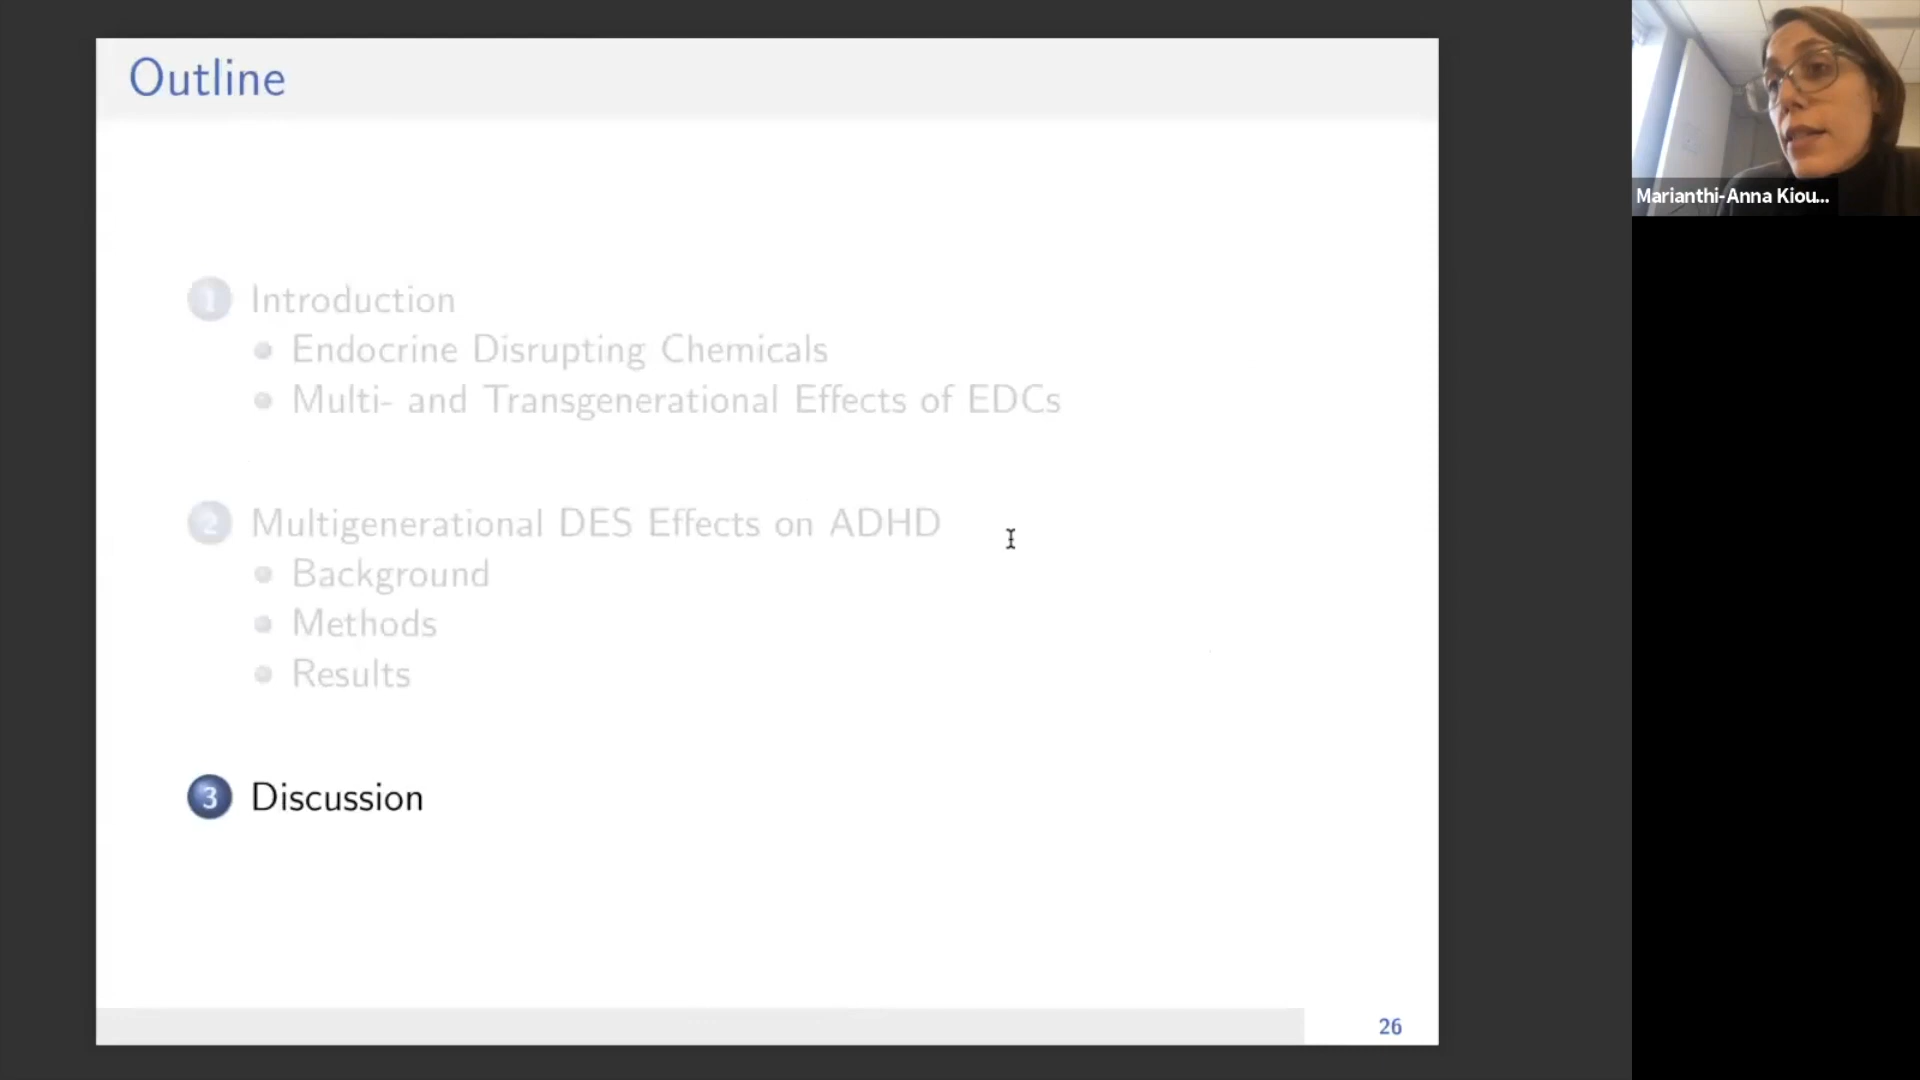 Outline
1 Introduction
Endocrine Disrupting Chemicals
Multi- and Transgenerational Effects of EDCs
2 Multigenerational DES Effects on ADHD
Background
Methods
Results
3 Discussion
26
Marianthi-Anna Kiou...